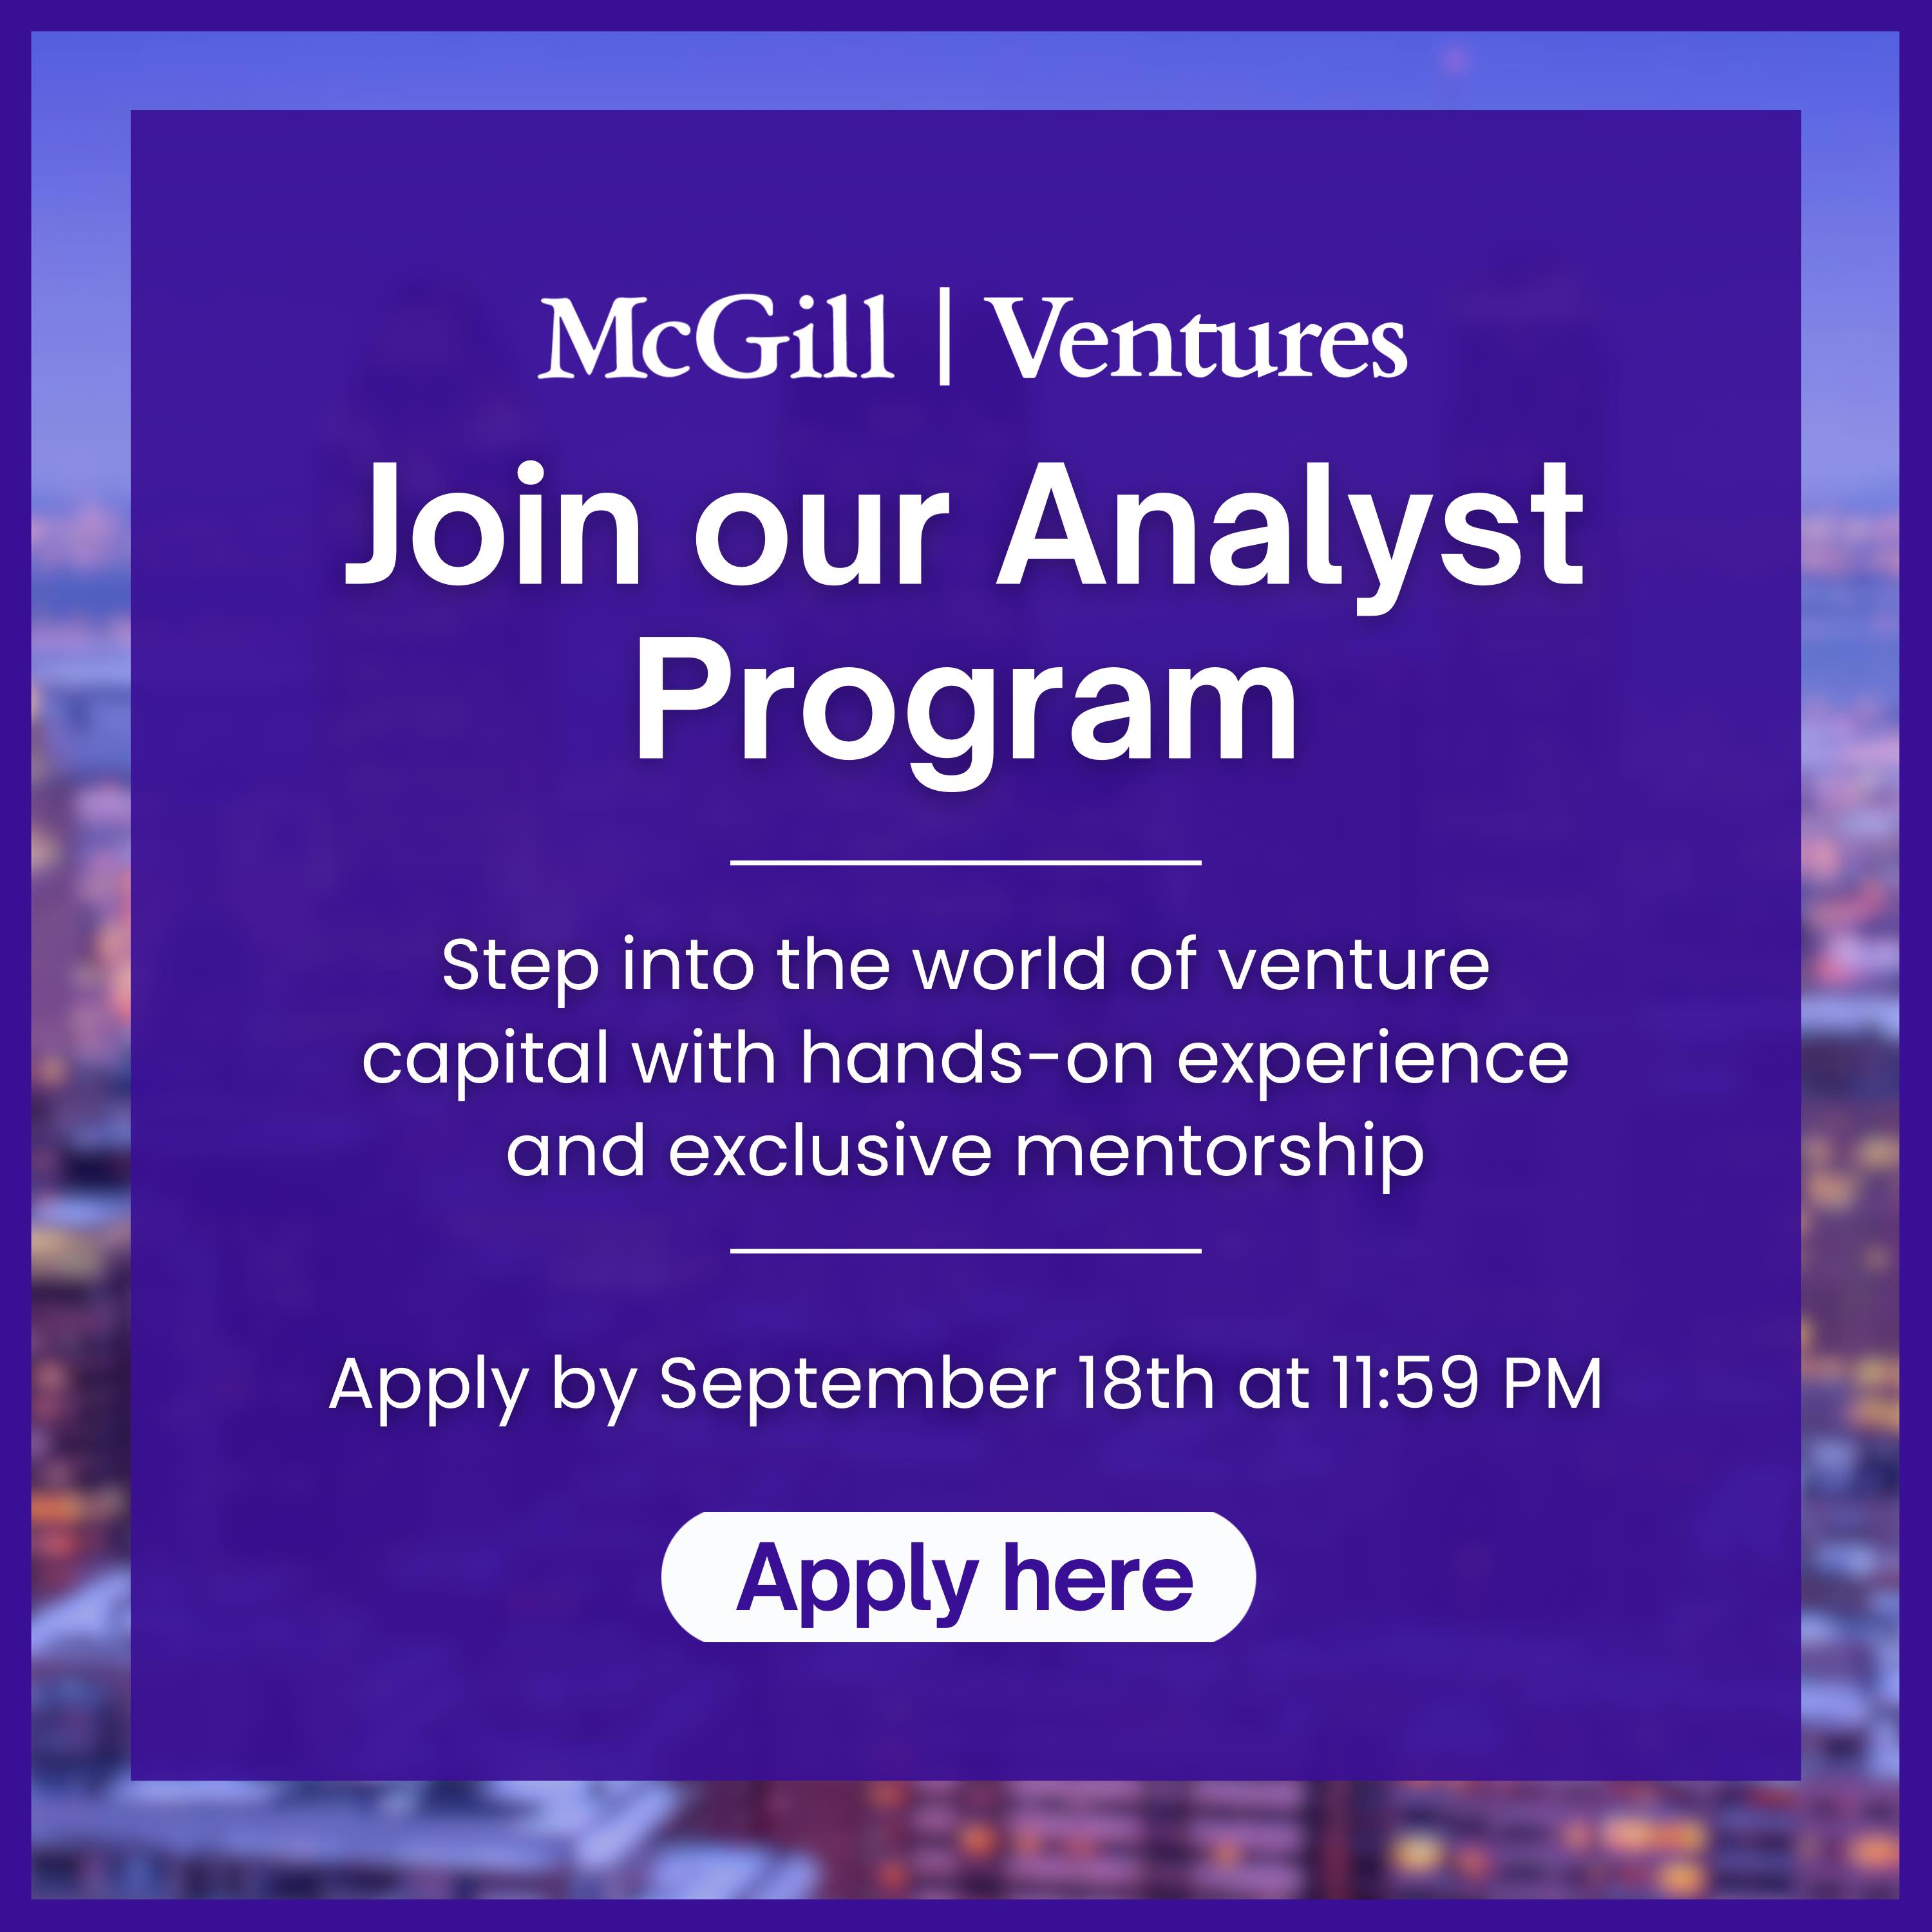 McGill | Ventures
Join our Analyst
Program
Step into the world of venture
capital with hands-on experience
and exclusive mentorship
Apply by September 18th at 11:59 PM
Apply here